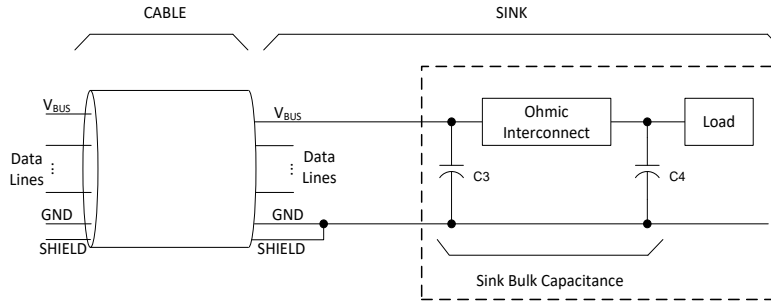 CABLE
SINK
VBUS
Data
Lines
...
GND
SHIELD
VBUS
Data
Lines
...
GND
SHIELD
Ohmic
Interconnect
Load
C3
C4
Sink Bulk Capacitance